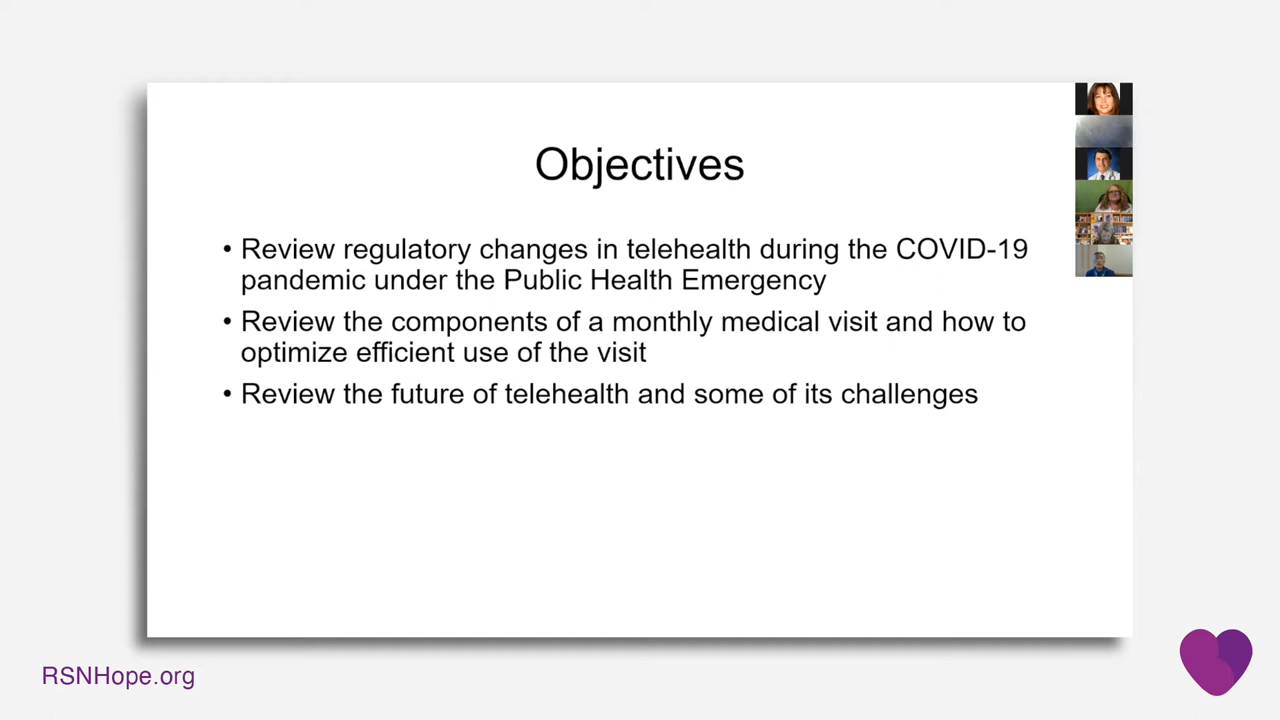 Objectives
• Review regulatory changes in telehealth during the COVID-19
pandemic under the Public Health Emergency
• Review the components of a monthly medical visit and how to
optimize efficient use of the visit
• Review the future of telehealth and some of its challenges
RSNHope.org